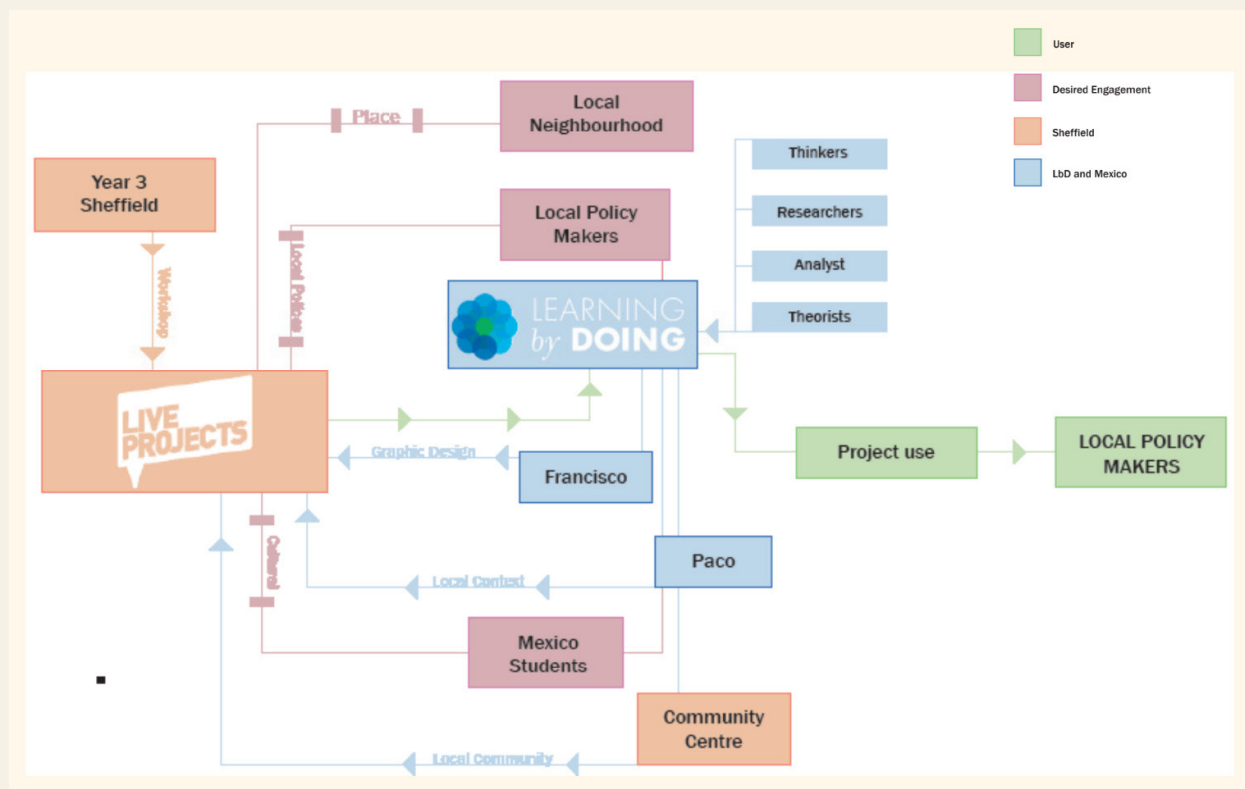 User
Desired Engagement
Sheffield
LbD and Mexico
Place
Local
Neighbourhood
Year 3
Sheffield
Local Policy
Makers
Thinkers
Researchers
Analyst
Theorists
Workshop
Local Polices
LEARNING
by DOING
LIVE
PROJECTS
Graphic Design
Francisco
Project use
LOCAL POLICY
MAKERS
Cultural
Local Context
Paco
Mexico
Students
Community
Centre
Local Community